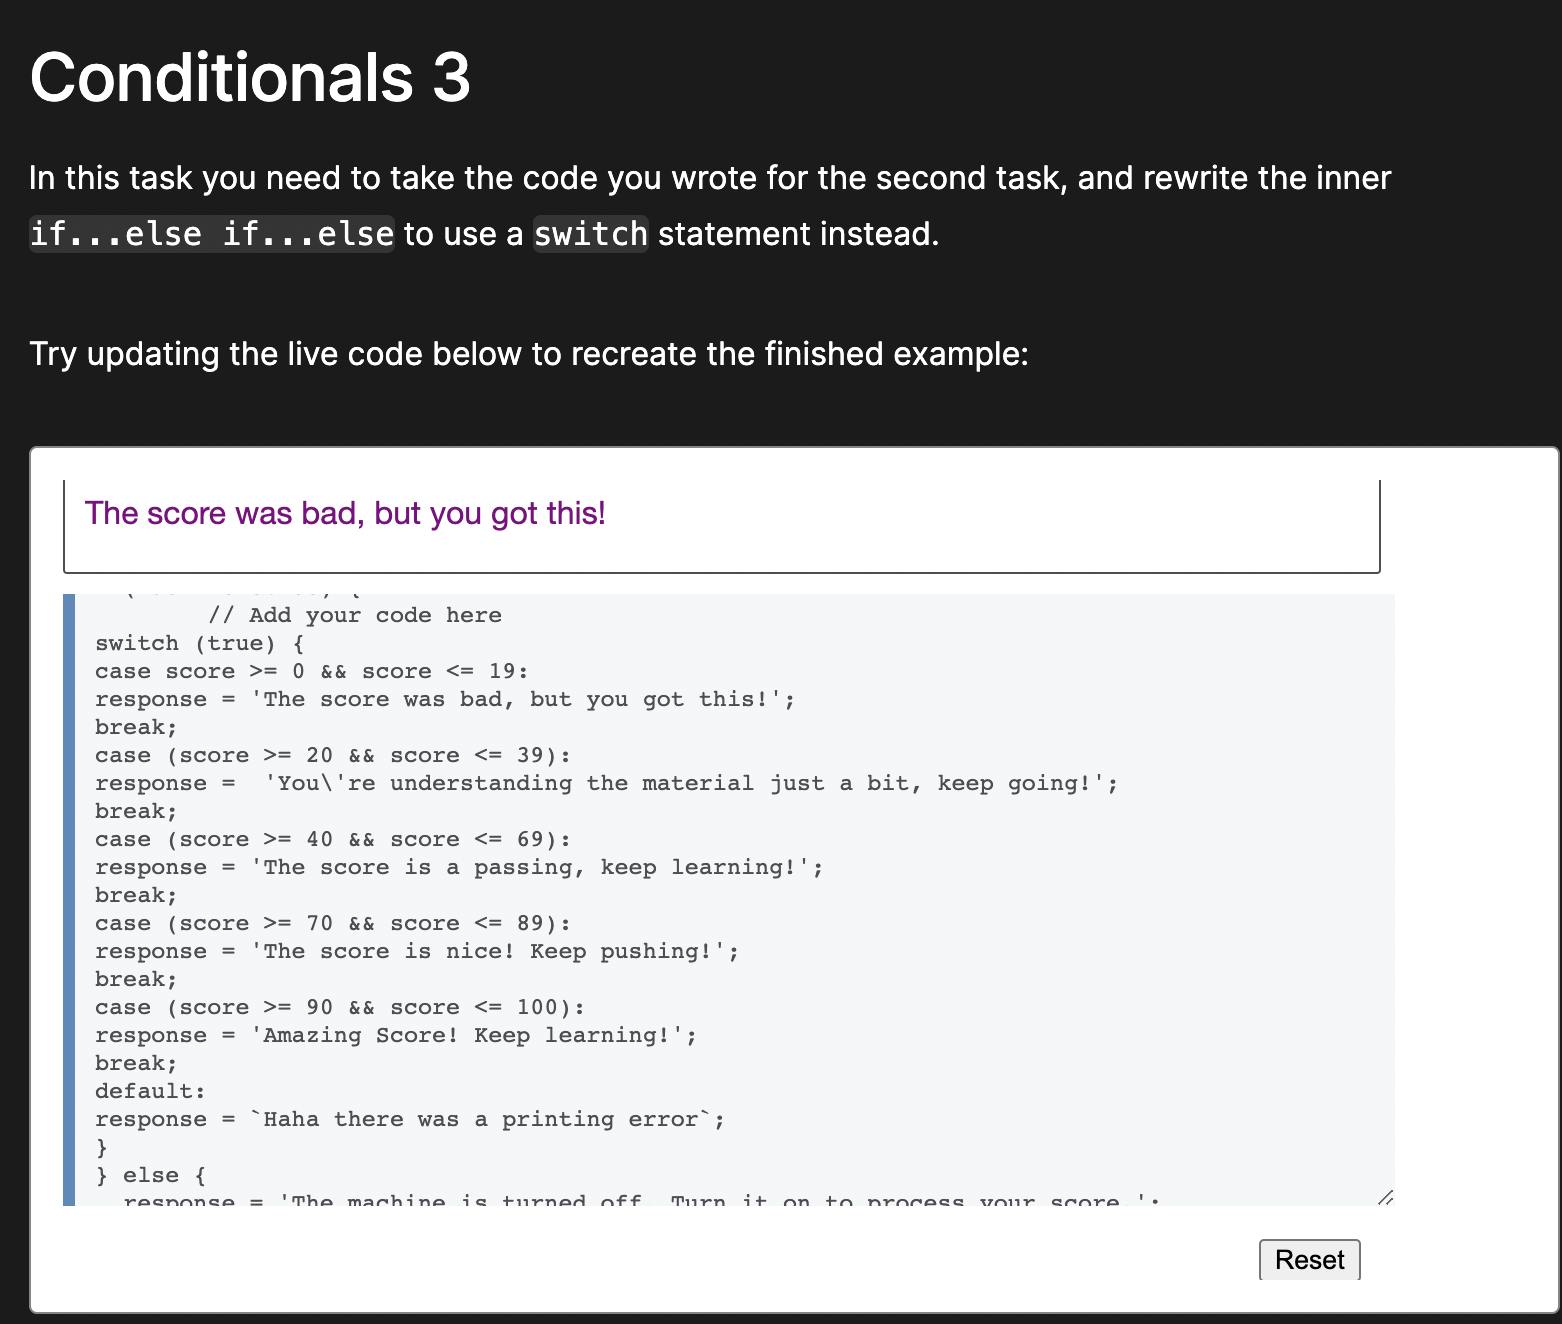 Conditionals 3
In this task you need to take the code you wrote for the second task, and rewrite the inner
if...else if...else to use a switch statement instead.
Try updating the live code below to recreate the finished example:
The score was bad, but you got this!
// Add your code here
switch (true) {
case score >= 0 && score <= 19:
response = 'The score was bad, but you got this!';
break;
case (score >= 20 && score <= 39):
response =  'You\'re understanding the material just a bit, keep going!';
break;
case (score >= 40 && score <= 69):
response = 'The score is a passing, keep learning!';
break;
case (score >= 70 && score <= 89):
response = 'The score is nice! Keep pushing!';
break;
case (score >= 90 && score <= 100):
response = 'Amazing Score! Keep learning!';
break;
default:
response = `Haha there was a printing error`;
}
} else {
response = 'The machine is turned off. Turn it on to process your score.';
Reset